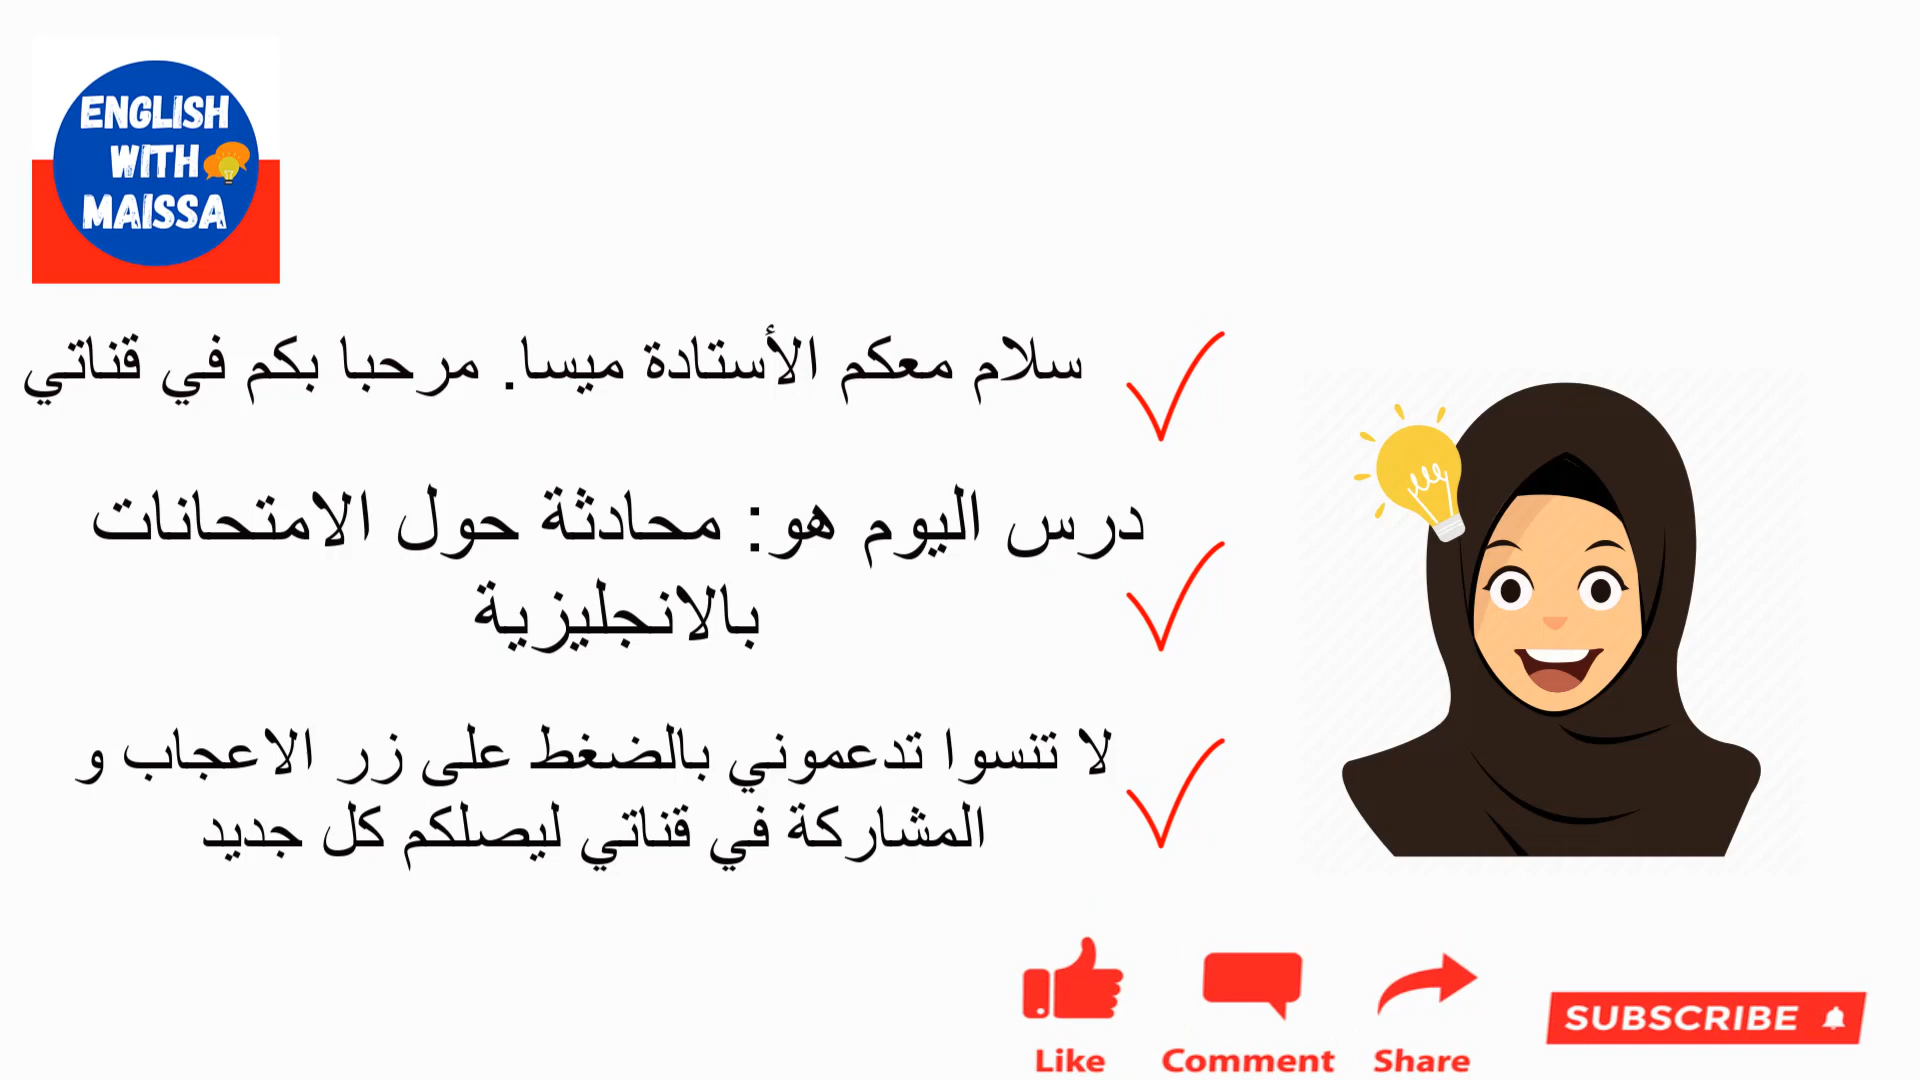 ENGLISH
WITH
MAISSA
سلام معكم الأستادة ميسا. مرحبا بكم في قناتي
درس اليوم هو: محادثة حول الامتحانات
بالانجليزية
لا تنسوا تدعموني بالضغط على زر الاعجاب و
المشاركة في قناتي ليصلكم كل جديد
Like
Comment
Share
SUBSCRIBE